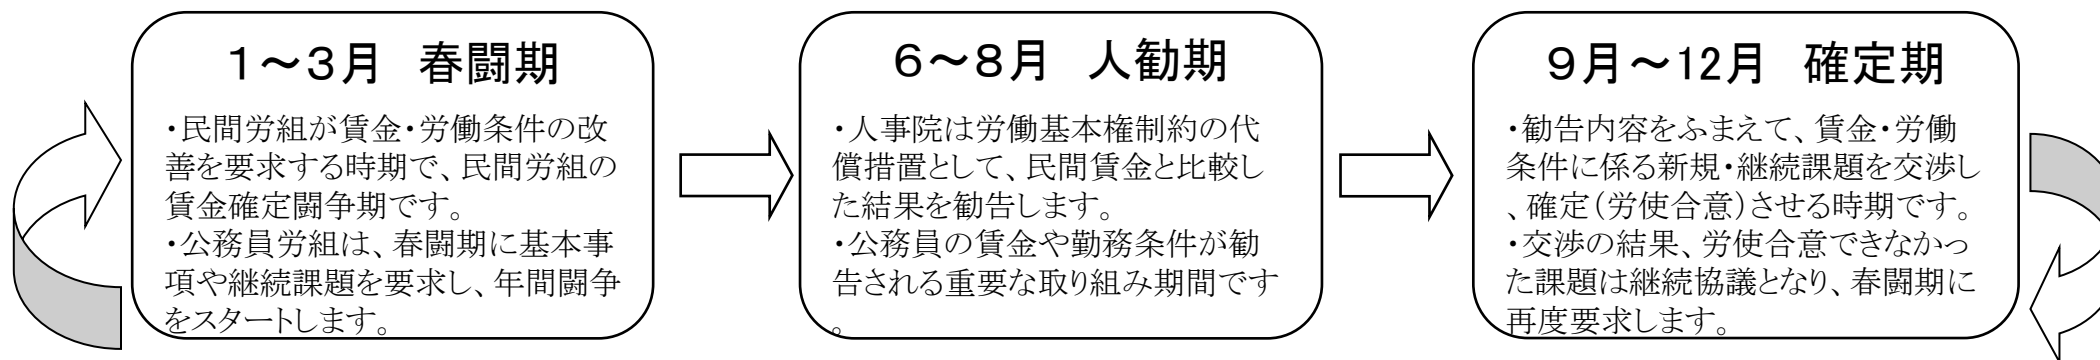 １～３月　春闘期
・民間労組が賃金・労働条件の改
善を要求する時期で、民間労組の
賃金確定闘争期です。
・公務員労組は、春闘期に基本事
項や継続課題を要求し、年間闘争
をスタートします。
６～８月　人勧期
・人事院は労働基本権制約の代
償措置として、民間賃金と比較し
た結果を勧告します。
・公務員の賃金や勤務条件が勧
告される重要な取り組み期間です
。
９月～12月　確定期
・勧告内容をふまえて、賃金・労働
条件に係る新規・継続課題を交渉し
、確定（労使合意）させる時期です。
・交渉の結果、労使合意できなかっ
た課題は継続協議となり、春闘期に
再度要求します。